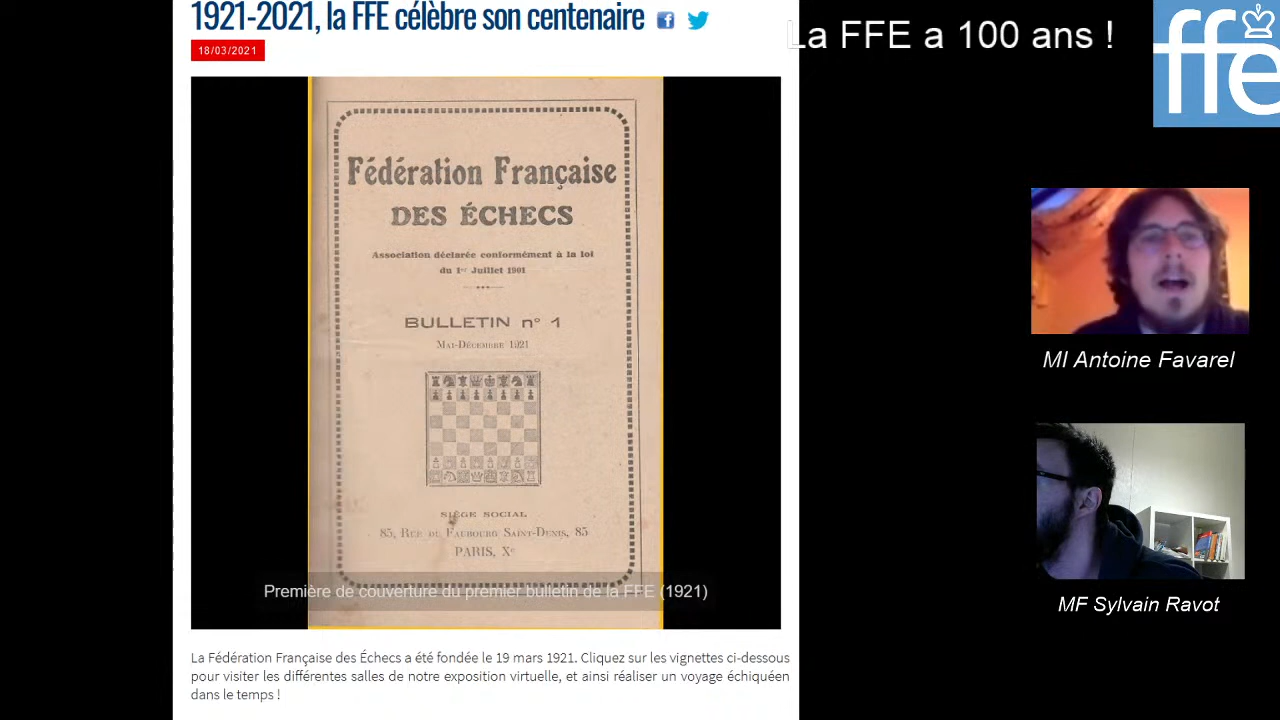 1921-2021, la FFE célèbre son centenaire
18/03/2021
La FFE a 100 ans !
ffe
Fédération Française
DES ÉCHECS
Association déclarée conformément à la loi
du 1er Juillet 1901
BULLETIN n° 1
Mai-Décembre 1921
SIÈGE SOCIAL
85, Rue du Faubourg Saint-Denis, 85
PARIS, Xe
Première de couverture du premier bulletin de la FFE (1921)
La Fédération Française des Échecs a été fondée le 19 mars 1921. Cliquez sur les vignettes ci-dessous
pour visiter les différentes salles de notre exposition virtuelle, et ainsi réaliser un voyage échiquéen
dans le temps !
MI Antoine Favarel
MF Sylvain Ravot